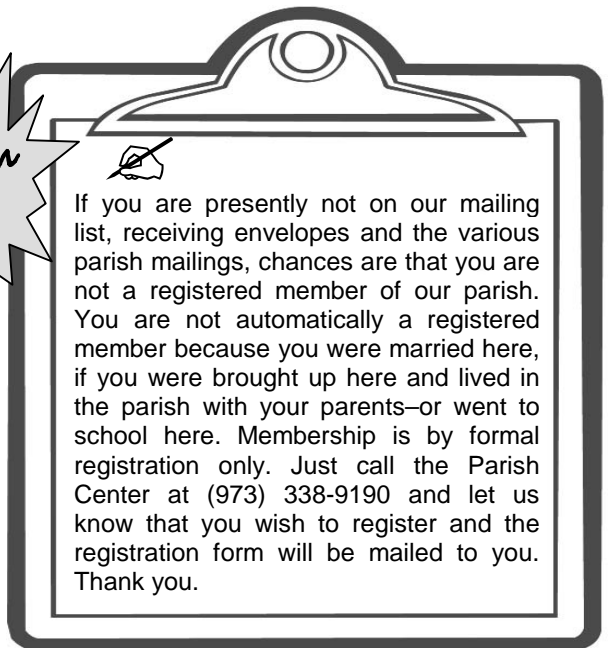 If you are presently not on our mailing
list, receiving envelopes and the various
parish mailings, chances are that you are
not a registered member of our parish.
You are not automatically a registered
member because you were married here,
if you were brought up here and lived in
the parish with your parents–or went to
school here. Membership is by formal
registration only. Just call the Parish
Center at (973) 338-9190 and let us
know that you wish to register and the
registration form will be mailed to you.
Thank you.